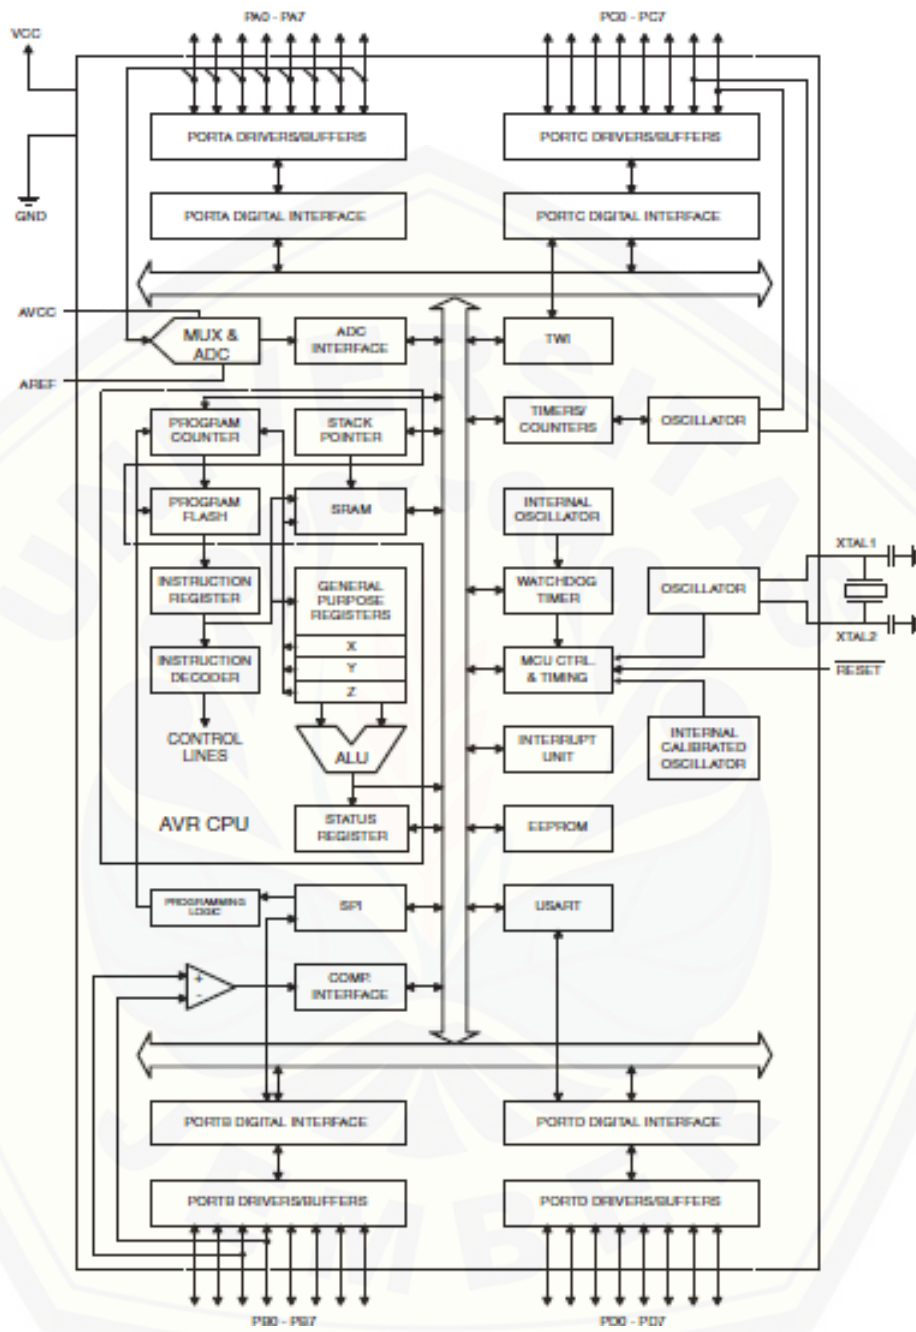 PA0 - PA7
PC0 - PC7
VCC
PORTA DRIVERS/BUFFERS
PORTC DRIVERS/BUFFERS
GND
PORTA DIGITAL INTERFACE
PORTC DIGITAL INTERFACE
AVCC
MUX &
ADC
ADC
INTERFACE
TWI
AREF
PROGRAM
COUNTER
STACK
POINTER
TIMERS/
COUNTERS
OSCILLATOR
PROGRAM
FLASH
SRAM
INTERNAL
OSCILLATOR
XTAL1
INSTRUCTION
REGISTER
GENERAL
PURPOSE
REGISTERS
WATCHDOG
TIMER
OSCILLATOR
XTAL2
X
Y
Z
INSTRUCTION
DECODER
MCU CTRL.
& TIMING
RESET
CONTROL
LINES
ALU
INTERRUPT
UNIT
INTERNAL
CALIBRATED
OSCILLATOR
AVR CPU
STATUS
REGISTER
EEPROM
PROGRAMMING
LOGIC
SPI
USART
+
-
COMP.
INTERFACE
PORTB DIGITAL INTERFACE
PORTD DIGITAL INTERFACE
PORTB DRIVERS/BUFFERS
PORTD DRIVERS/BUFFERS
PB0 - PB7
PD0 - PD7
UNIVERSITAS
JEMBER